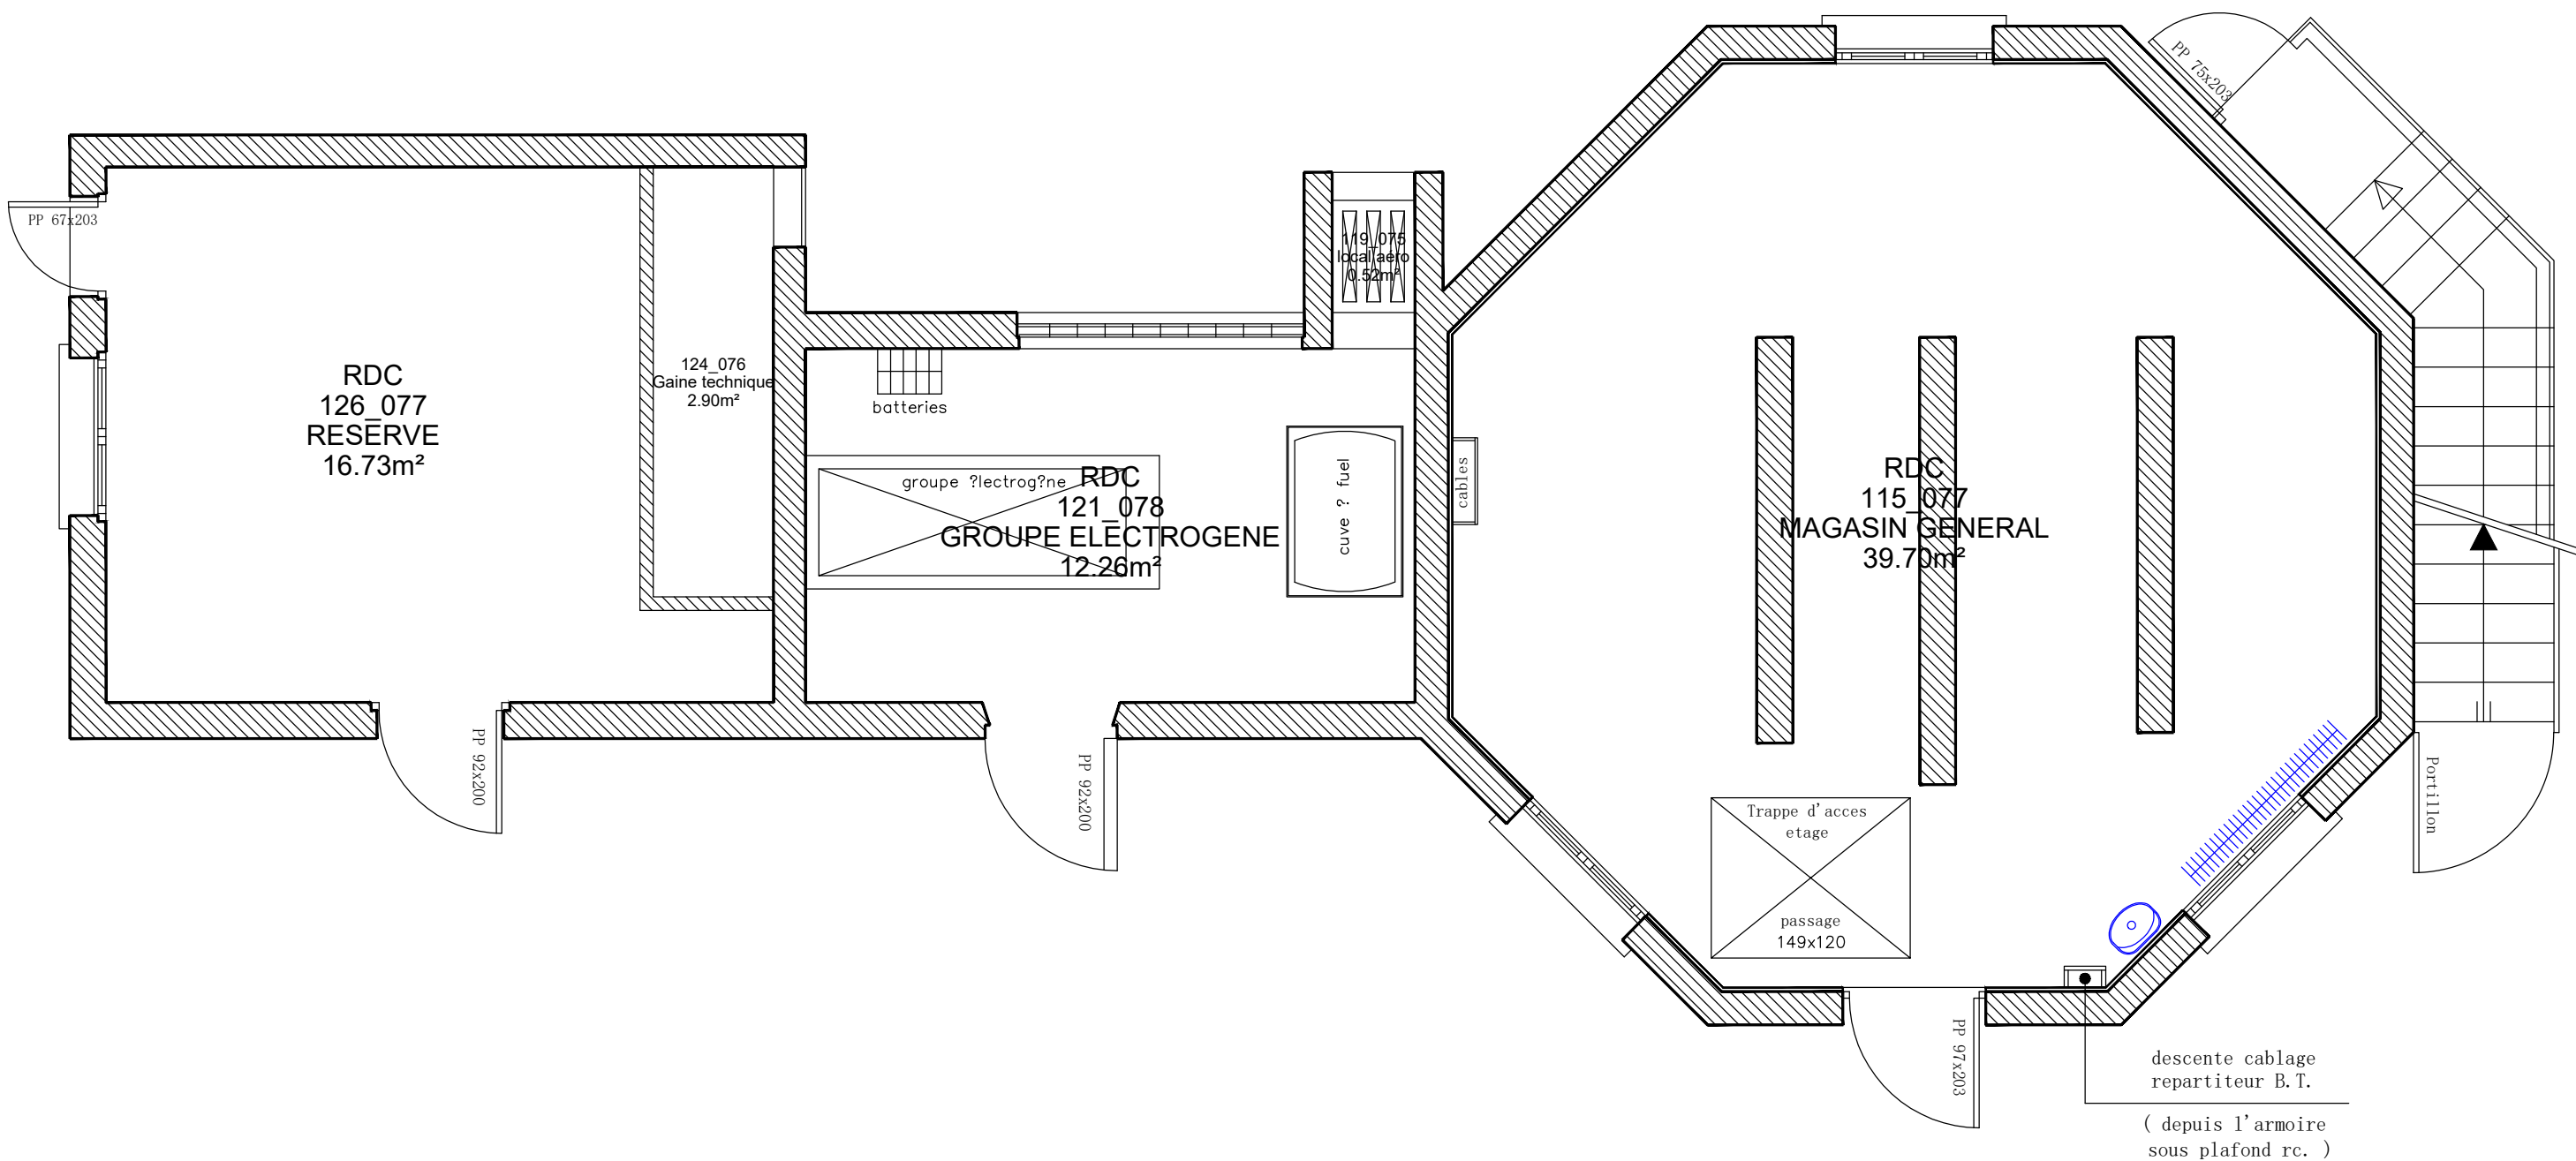 PP 67x203
RDC
126_077
RESERVE
16.73m²
124_076
Gaine technique
2.90m²
PP 92x200
batteries
groupe ?lectrog?ne
RDC
121_078
GROUPE ELECTROGENE
12.26m²
cuve ? fuel
PP 92x200
119_075
local aéro
0.52m²
cables
RDC
115_077
MAGASIN GENERAL
39.70m²
Trappe d'acces
etage
passage
149x120
PP 97x203
PP 75x203
Portillon
descente cablage
repartiteur B.T.
( depuis l'armoire
sous plafond rc. )